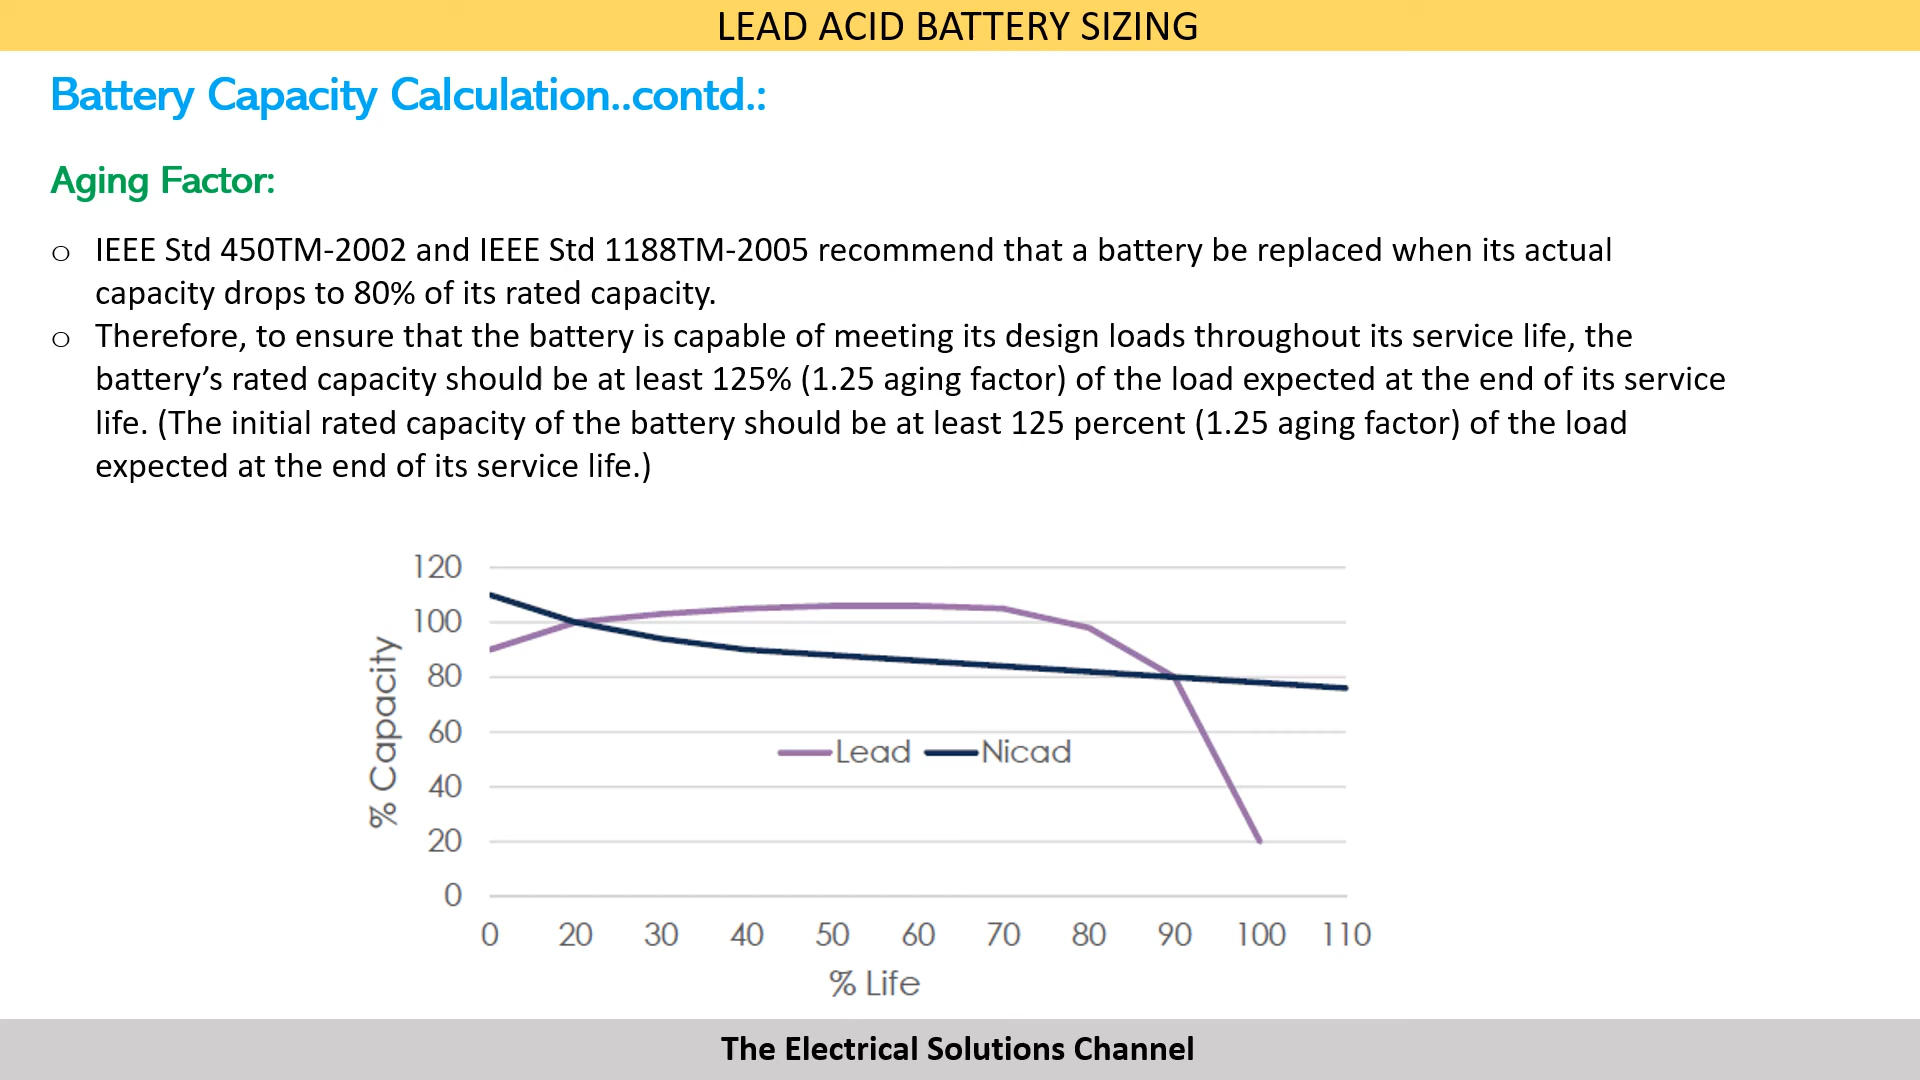 LEAD ACID BATTERY SIZING
Battery Capacity Calculation..contd.:
Aging Factor:
o IEEE Std 450TM-2002 and IEEE Std 1188TM-2005 recommend that a battery be replaced when its actual
capacity drops to 80% of its rated capacity.
o Therefore, to ensure that the battery is capable of meeting its design loads throughout its service life, the
battery’s rated capacity should be at least 125% (1.25 aging factor) of the load expected at the end of its service
life. (The initial rated capacity of the battery should be at least 125 percent (1.25 aging factor) of the load
expected at the end of its service life.)
120
100
80
60
40
20
0
% Capacity
Lead Nicad
0 20 30 40 50 60 70 80 90 100 110
% Life
The Electrical Solutions Channel